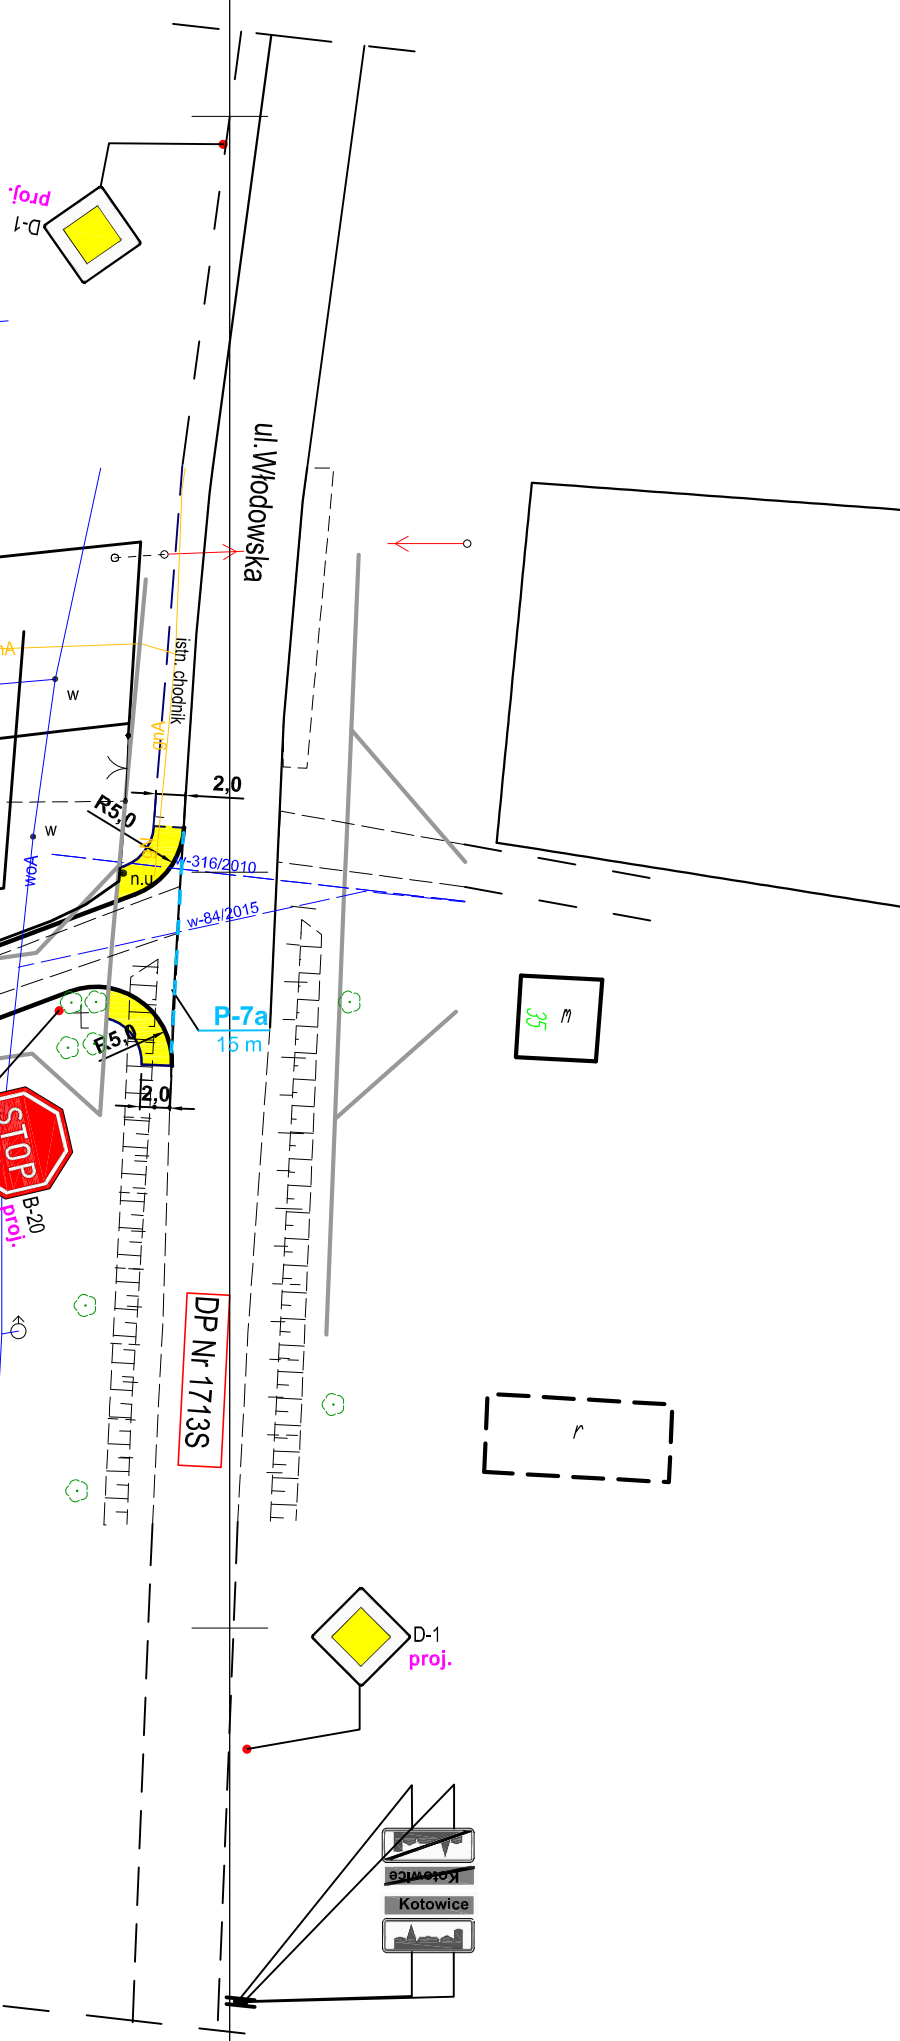 proj.
D-1
ul.Włodowska
istn. chodnik
w
gnA
2,0
R5,0
w
woA
n.u
w-316/2010
w-84/2015
P-7a
15 m
m
35
R5,0
2,0
STOP
B-20
proj.
DP Nr 1713S
r
D-1
proj.
Kotowice
Kotowice